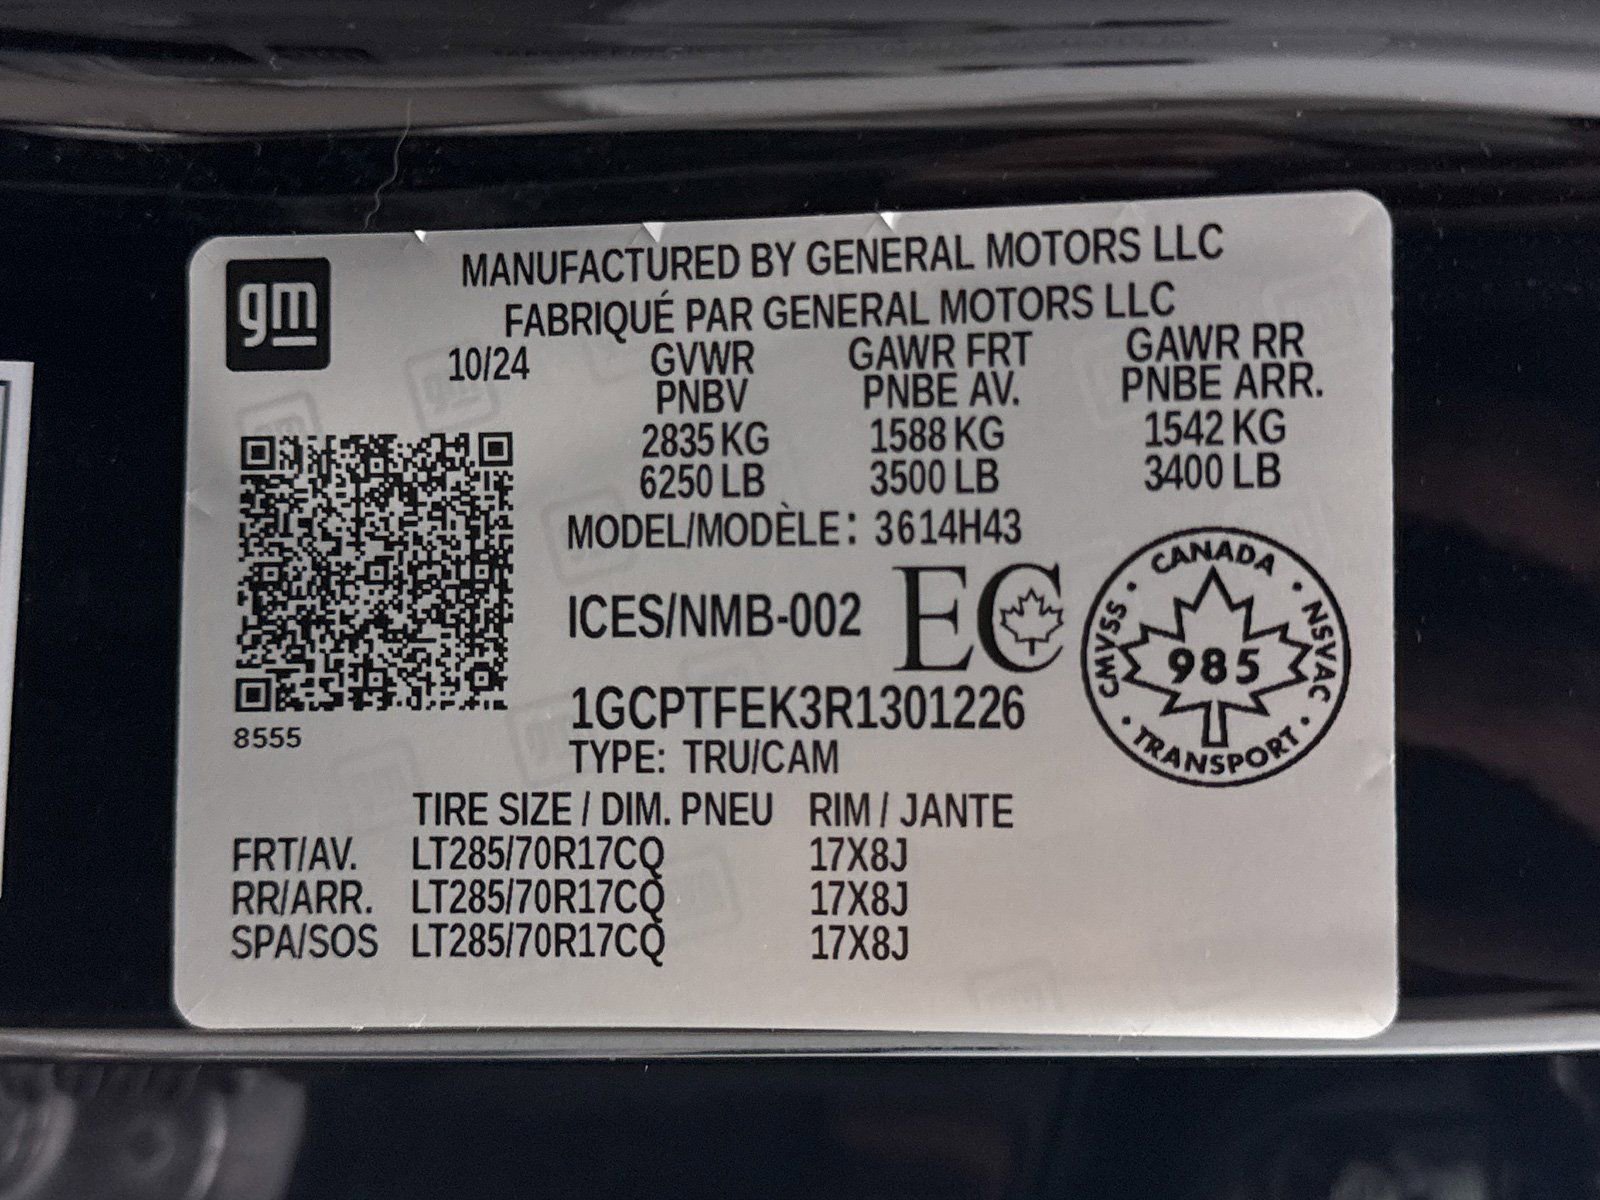 gm
MANUFACTURED BY GENERAL MOTORS LLC
FABRIQUÉ PAR GENERAL MOTORS LLC
10/24 GVWR GAWR FRT GAWR RR
PNBV PNBE AV. PNBE ARR.
2835 KG 1588 KG 1542 KG
6250 LB 3500 LB 3400 LB
MODEL/MODÈLE: 3614H43
ICES/NMB-002 EC
CANADA
CMVSS 985 NSVAC
TRANSPORT
1GCPTFEK3R1301226
8555
TYPE: TRU/CAM
TIRE SIZE / DIM. PNEU RIM / JANTE
FRT/AV. LT285/70R17CQ 17X8J
RR/ARR. LT285/70R17CQ 17X8J
SPA/SOS LT285/70R17CQ 17X8J